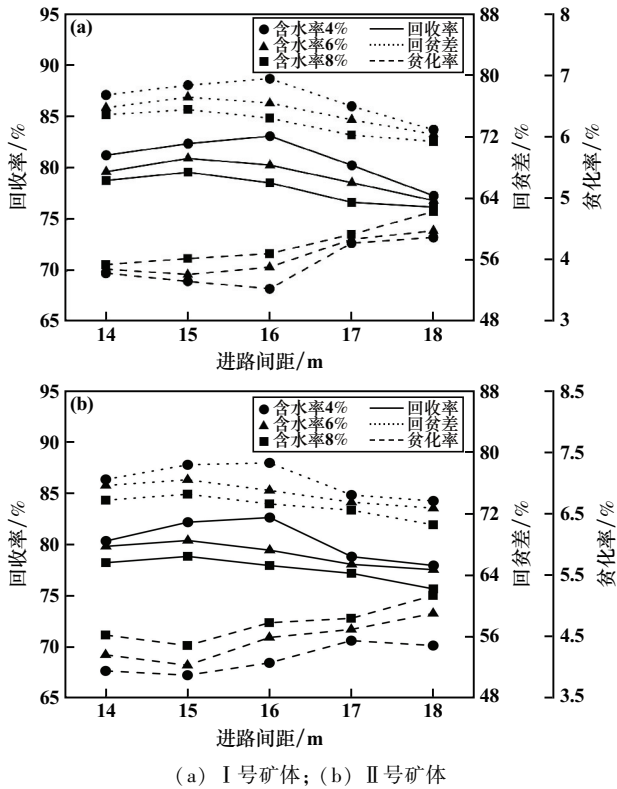 (a)
含水率4% 回收率
含水率6% 回贫差
含水率8% 贫化率
95
90
85
80
75
70
65
回收率/%
14 15 16 17 18
进路间距/m
88
80
72
64
56
48
回贫差/%
8
7
6
5
4
3
贫化率/%
(b)
含水率4% 回收率
含水率6% 回贫差
含水率8% 贫化率
95
90
85
80
75
70
65
回收率/%
14 15 16 17 18
进路间距/m
88
80
72
64
56
48
回贫差/%
8.5
7.5
6.5
5.5
4.5
3.5
贫化率/%
(a) Ⅰ号矿体; (b) Ⅱ号矿体